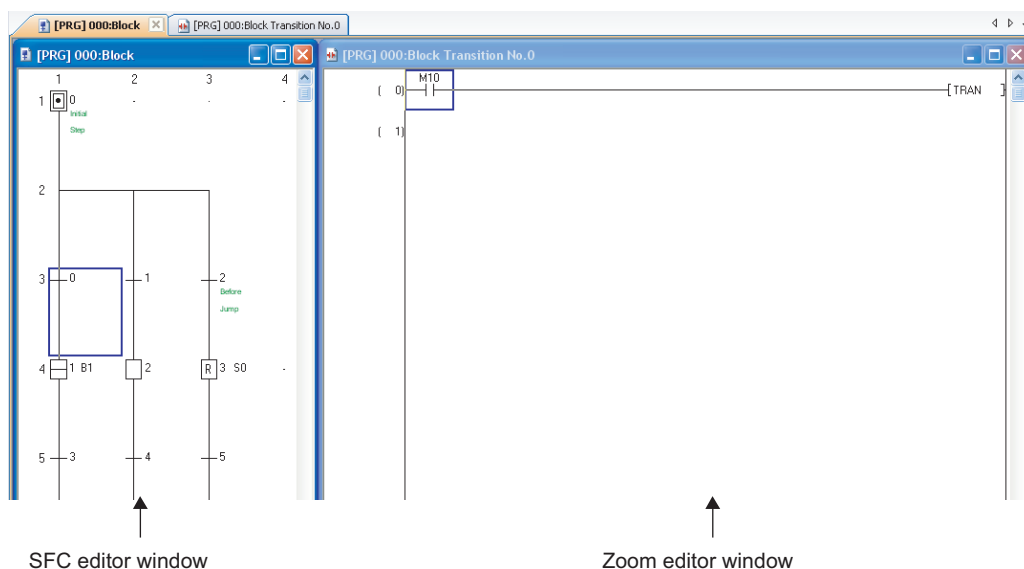 [PRG] 000:Block
[PRG] 000:Block Transition No.0
[PRG] 000:Block
1 2 3 4
1 0
Initial
Step
2
3 0 1 2
Before
Jump
4 1 B1 2 R 3 S0
5 3 4 5
[PRG] 000:Block Transition No.0
( 0) M10 [TRAN ]
( 1)
SFC editor window
Zoom editor window